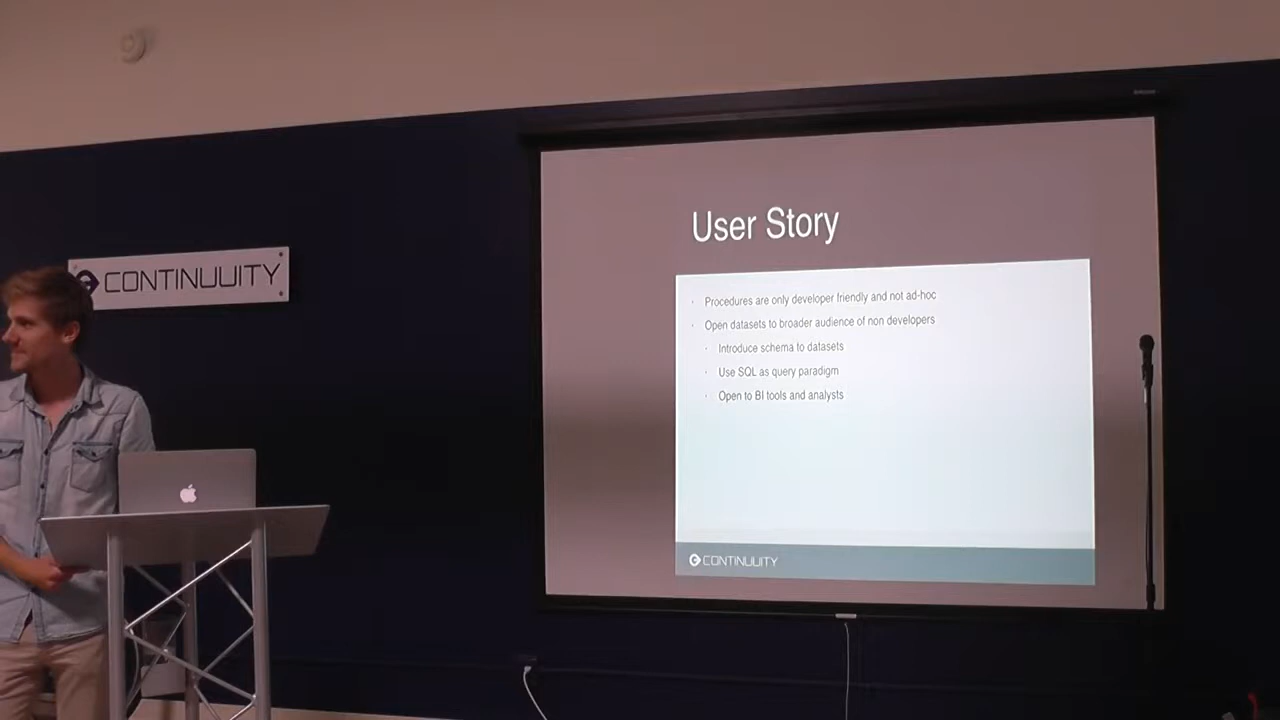 CONTINUUITY
User Story
Procedures are only developer friendly and not ad-hoc
Open datasets to broader audience of non developers
Introduce schema to datasets
Use SQL as query paradigm
Open to BI tools and analysts
CONTINUUITY